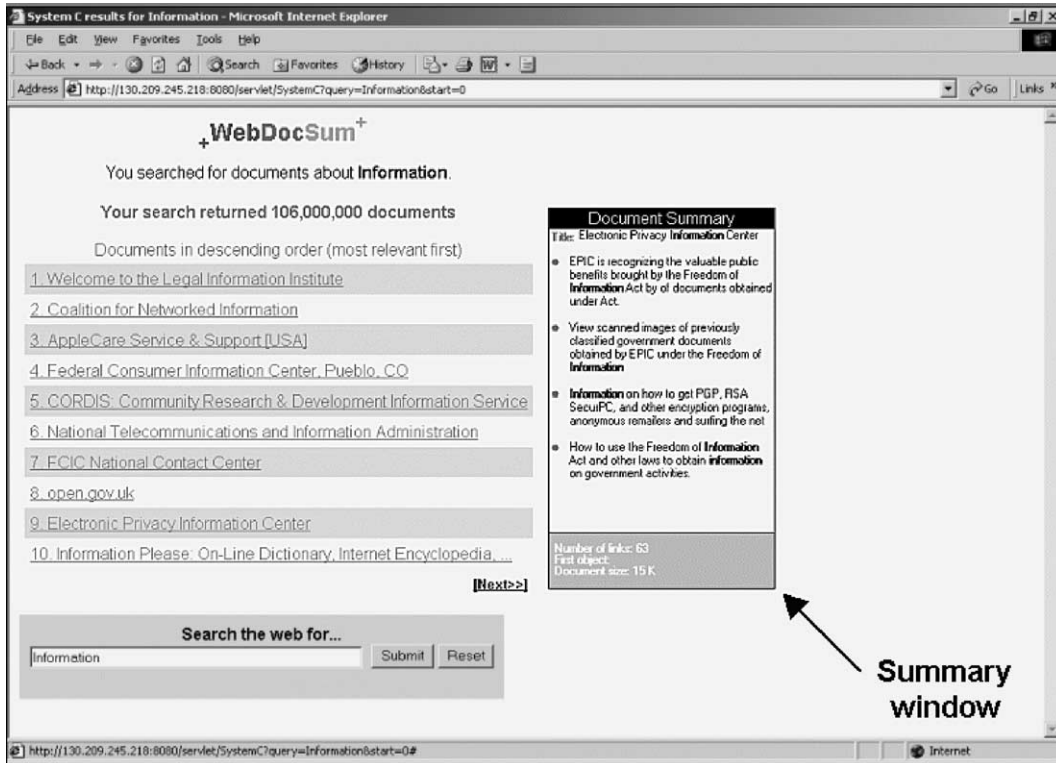 System C results for Information - Microsoft Internet Explorer
File Edit View Favorites Tools Help
Back Search Favorites History
Address http://130.209.245.218:8080/servlet/SystemC?query=Information&start=0 Go Links
+WebDocSum+
You searched for documents about Information.
Your search returned 106,000,000 documents
Documents in descending order (most relevant first)
1. Welcome to the Legal Information Institute
2. Coalition for Networked Information
3. AppleCare Service & Support [USA]
4. Federal Consumer Information Center, Pueblo, CO
5. CORDIS: Community Research & Development Information Service
6. National Telecommunications and Information Administration
7. FCIC National Contact Center
8. open.gov.uk
9. Electronic Privacy Information Center
10. Information Please: On-Line Dictionary, Internet Encyclopedia, ...
[Next>>]
Search the web for...
Information Submit Reset
Document Summary
Title: Electronic Privacy Information Center
EPIC is recognizing the valuable public
benefits brought by the Freedom of
Information Act by of documents obtained
under Act.
View scanned images of previously
classified government documents
obtained by EPIC under the Freedom of
Information
Information on how to get PGP, RSA
SecurPC, and other encryption programs,
anonymous remailers and surfing the net
How to use the Freedom of Information
Act and other laws to obtain information
on government activities.
Number of links: 63
First object:
Document size: 15 K
Summary
window
http://130.209.245.218:8080/servlet/SystemC?query=Information&start=0# Internet